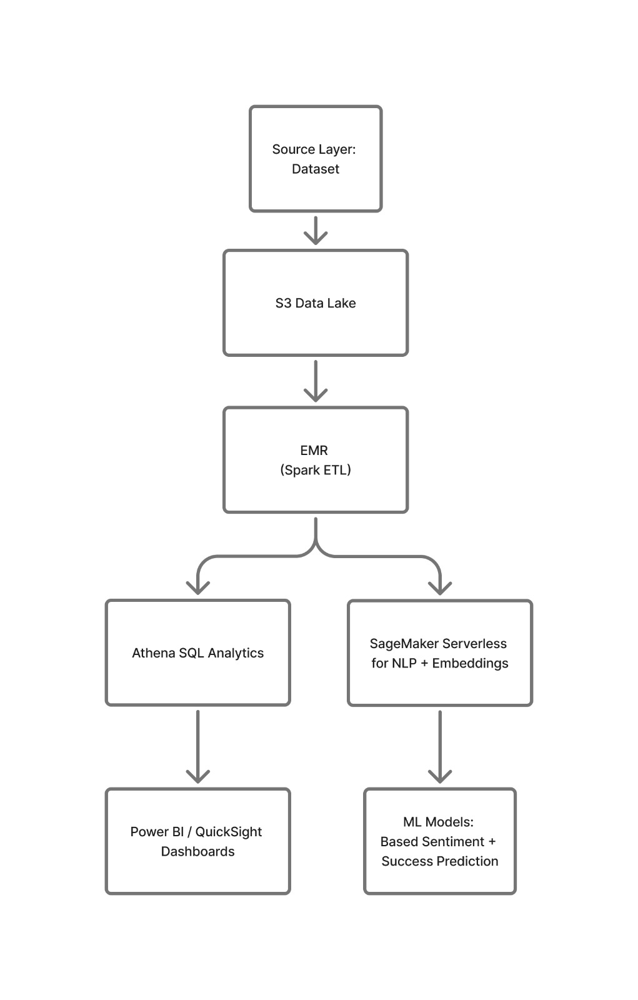 Source Layer:
Dataset
S3 Data Lake
EMR
(Spark ETL)
Athena SQL Analytics
SageMaker Serverless
for NLP + Embeddings
Power BI / QuickSight
Dashboards
ML Models:
Based Sentiment +
Success Prediction